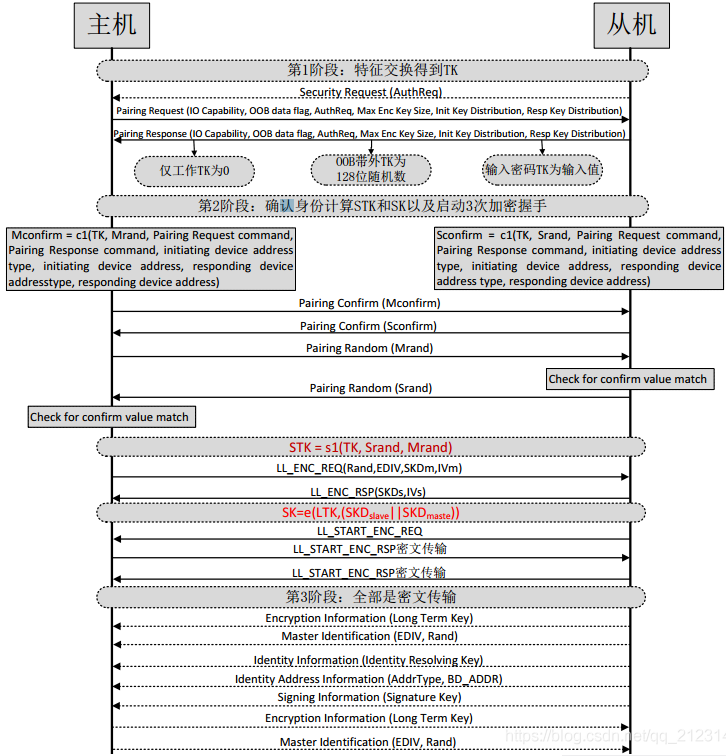 主机
从机
第1阶段：特征交换得到TK
Security Request (AuthReq)
Pairing Request (IO Capability, OOB data flag, AuthReq, Max Enc Key Size, Init Key Distribution, Resp Key Distribution)
Pairing Response (IO Capability, OOB data flag, AuthReq, Max Enc Key Size, Init Key Distribution, Resp Key Distribution)
仅工作TK为0
OOB带外TK为
128位随机数
输入密码TK为输入值
第2阶段：确认身份计算STK和SK以及启动3次加密握手
Mconfirm = c1(TK, Mrand, Pairing Request command,
Pairing Response command, initiating device address
type, initiating device address, responding device
addresstype, responding device address)
Sconfirm = c1(TK, Srand, Pairing Request command,
Pairing Response command, initiating device address
type, initiating device address, responding device
address type, responding device address)
Pairing Confirm (Mconfirm)
Pairing Confirm (Sconfirm)
Pairing Random (Mrand)
Check for confirm value match
Pairing Random (Srand)
Check for confirm value match
STK = s1(TK, Srand, Mrand)
LL_ENC_REQ(Rand,EDIV,SKDm,IVm)
LL_ENC_RSP(SKDs,IVs)
SK=e(LTK,(SKDslave||SKDmaste))
LL_START_ENC_REQ
LL_START_ENC_RSP密文传输
LL_START_ENC_RSP密文传输
第3阶段：全部是密文传输
Encryption Information (Long Term Key)
Master Identification (EDIV, Rand)
Identity Information (Identity Resolving Key)
Identity Address Information (AddrType, BD_ADDR)
Signing Information (Signature Key)
Encryption Information (Long Term Key)
https://blog.csdn.net/qq_212314
Master Identification (EDIV, Rand)